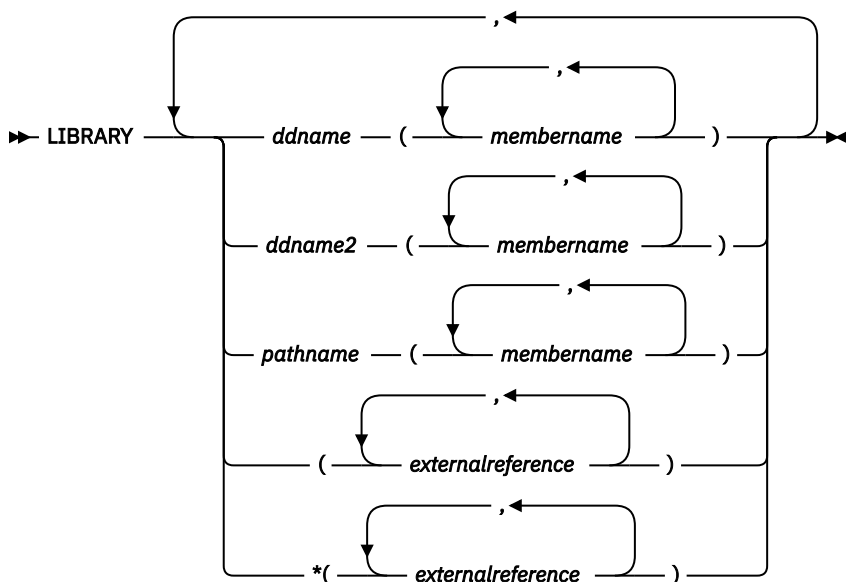 ,
,
LIBRARY ddname ( membername )
,
ddname2 ( membername )
,
pathname ( membername )
,
( externalreference )
,
*( externalreference )